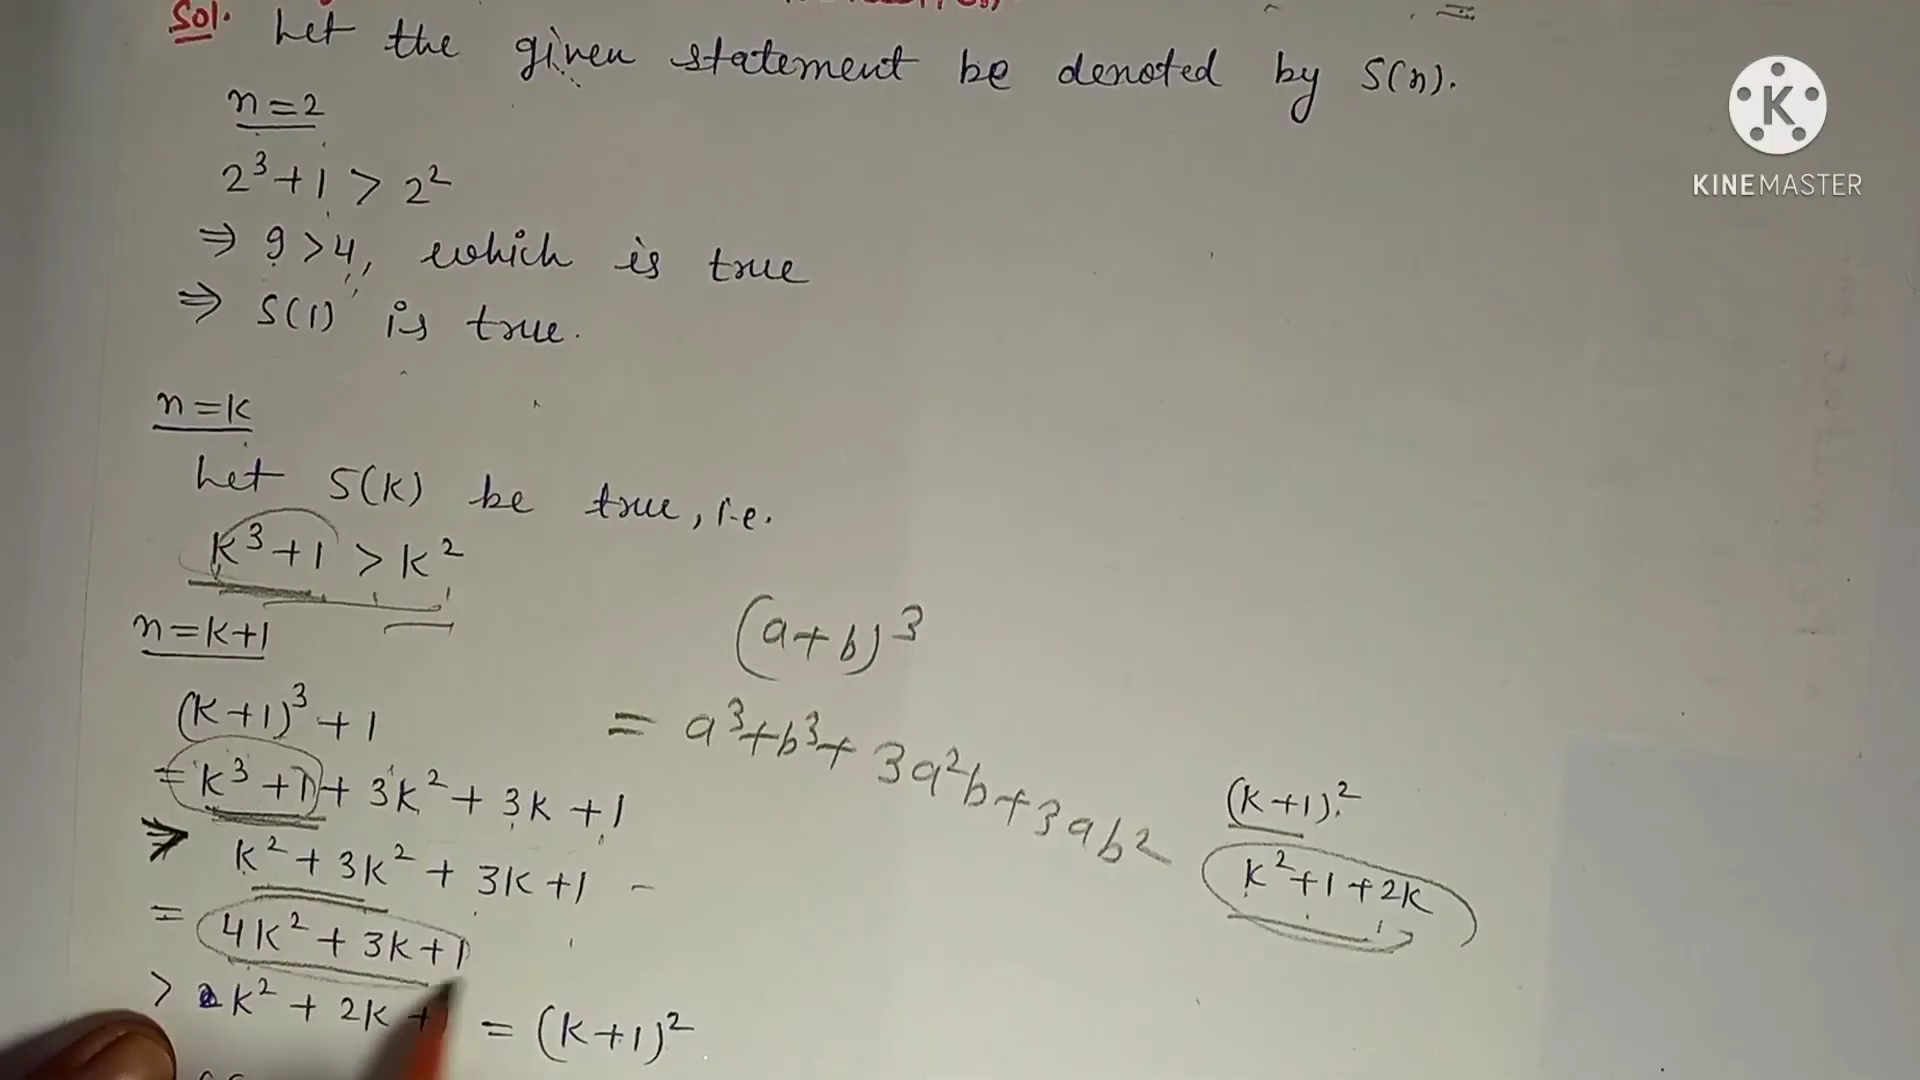 Sol. Let the given statement be denoted by S(n).
n=2
2³+1 > 2²
⇒ 9>4, which is true
⇒ S(1) is true.
n=k
Let S(k) be true, i.e.
k³+1 > k²
n=k+1
(k+1)³+1
= k³+1+3k²+3k+1
> k²+3k²+3k+1
= 4k²+3k+1
> k²+2k+ = (k+1)²
(a+b)³
= a³+b³+3a²b+3ab²
(k+1)²
k²+1+2k
K
KINEMASTER